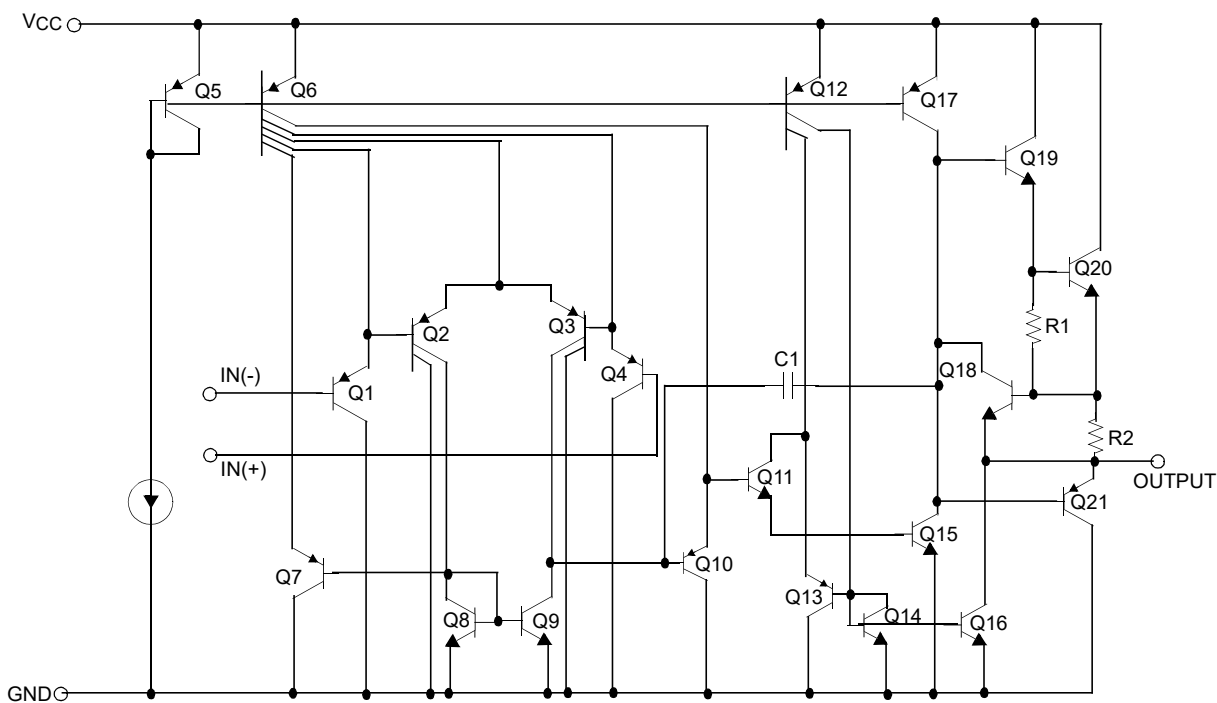 VCC
Q5
Q6
Q12
Q17
Q19
Q20
Q2
Q3
R1
C1
Q4
Q18
IN(-)
Q1
R2
IN(+)
Q11
OUTPUT
Q21
Q15
Q10
Q7
Q13
Q8
Q9
Q14
Q16
GND